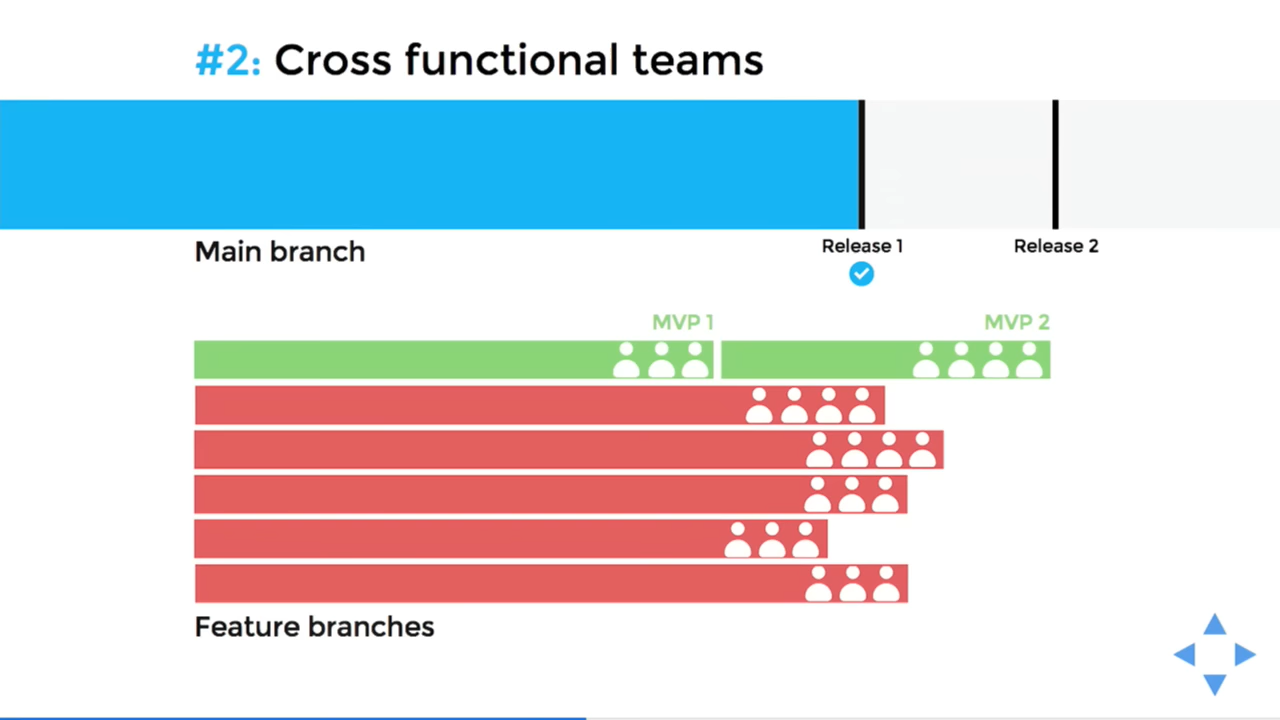 #2: Cross functional teams
Main branch
Release 1
Release 2
MVP 1
MVP 2
Feature branches